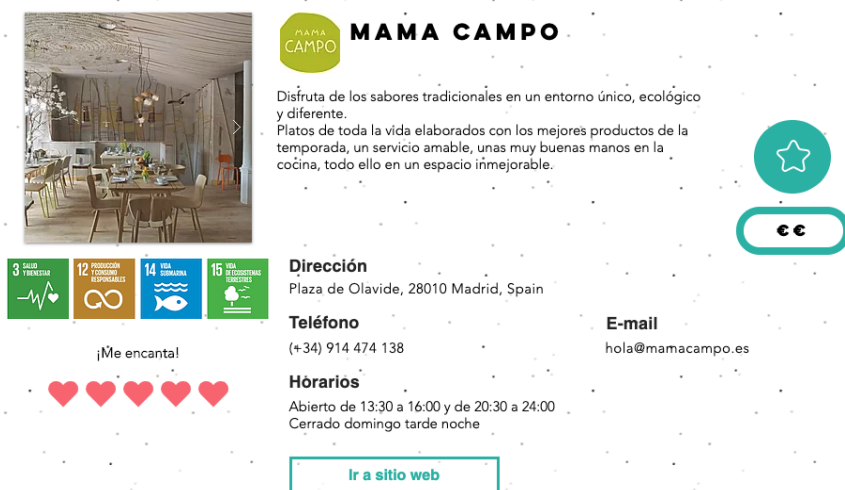 MAMA
CAMPO
MAMA CAMPO
Disfruta de los sabores tradicionales en un entorno único, ecológico
y diferente.
Platos de toda la vida elaborados con los mejores productos de la
temporada, un servicio amable, unas muy buenas manos en la
cocina, todo ello en un espacio inmejorable.
€€
3 SALUD
Y BIENESTAR
12 PRODUCCIÓN
Y CONSUMO
RESPONSABLES
14 VIDA
SUBMARINA
15 VIDA
DE ECOSISTEMAS
TERRESTRES
¡Me encanta!
Dirección
Plaza de Olavide, 28010 Madrid, Spain
Teléfono
(+34) 914 474 138
E-mail
hola@mamacampo.es
Horarios
Abierto de 13:30 a 16:00 y de 20:30 a 24:00
Cerrado domingo tarde noche
Ir a sitio web